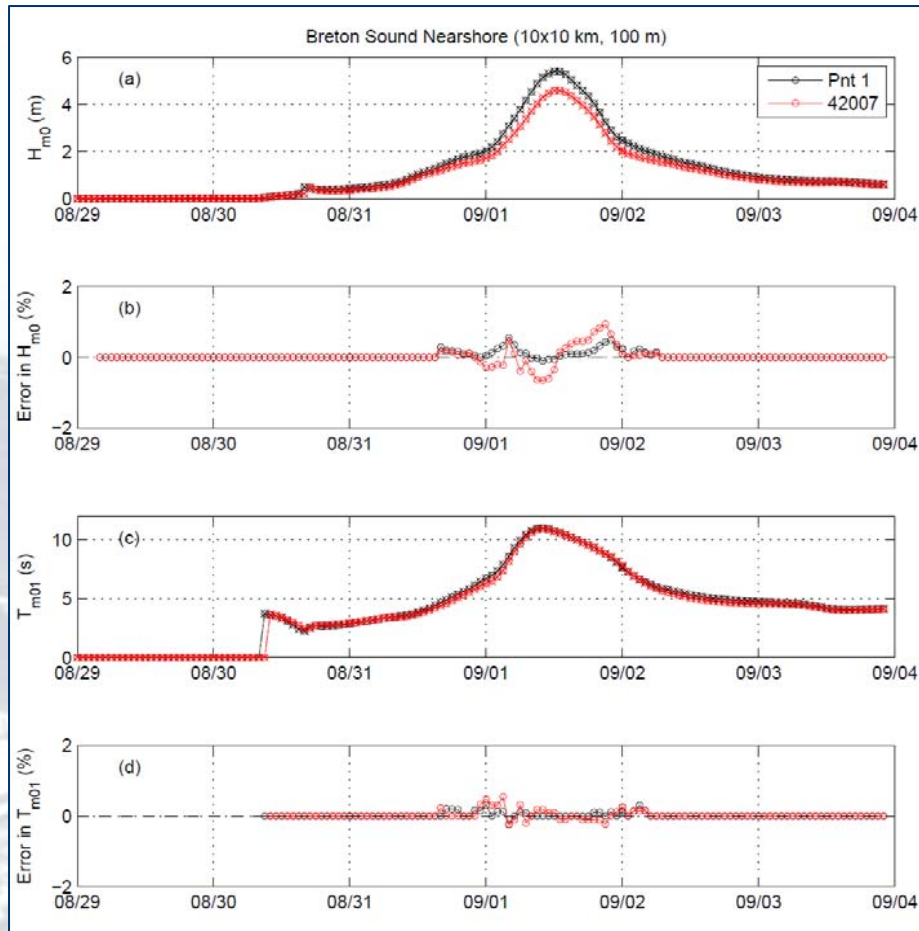 Breton Sound Nearshore (10x10 km, 100 m)
(a)
Pnt 1
42007
H_m0 (m)
6
4
2
0
08/29 08/30 08/31 09/01 09/02 09/03 09/04
(b)
Error in H_m0 (%)
2
0
−2
08/29 08/30 08/31 09/01 09/02 09/03 09/04
(c)
T_m01 (s)
10
5
0
08/29 08/30 08/31 09/01 09/02 09/03 09/04
(d)
Error in T_m01 (%)
2
0
−2
08/29 08/30 08/31 09/01 09/02 09/03 09/04